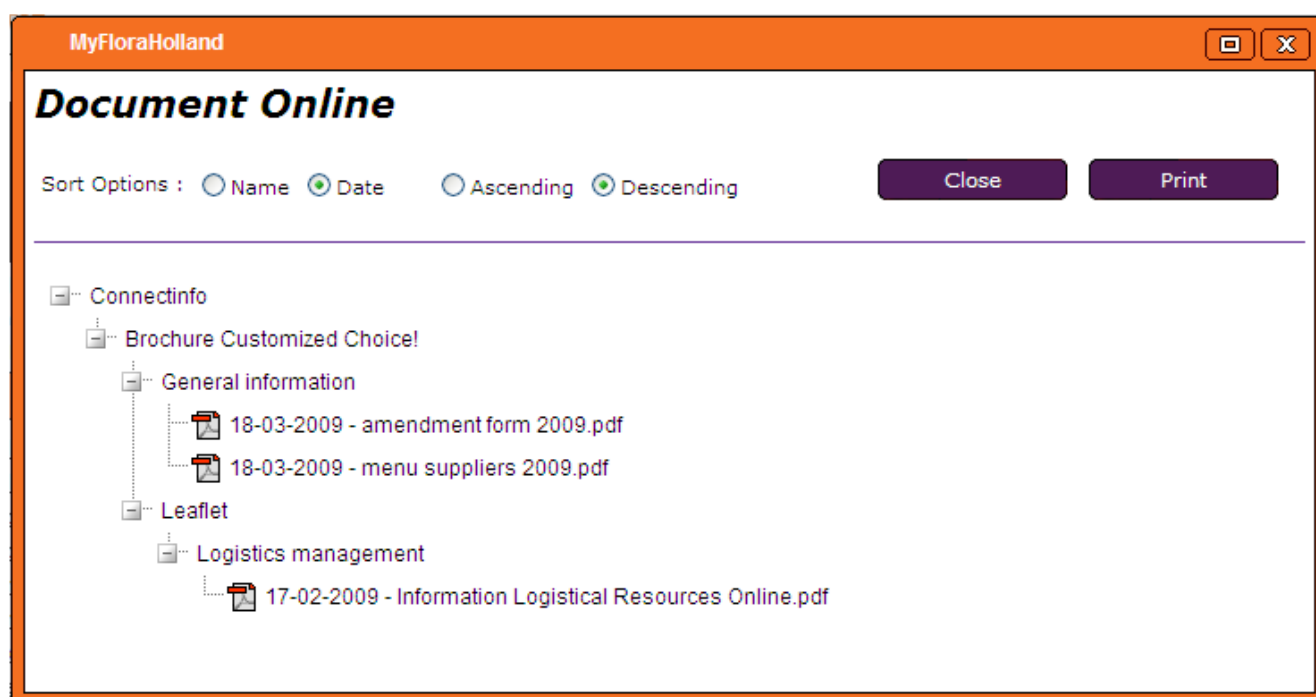 MyFloraHolland
Document Online
Sort Options : Name Date Ascending Descending Close Print
Connectinfo
Brochure Customized Choice!
General information
18-03-2009 - amendment form 2009.pdf
18-03-2009 - menu suppliers 2009.pdf
Leaflet
Logistics management
17-02-2009 - Information Logistical Resources Online.pdf